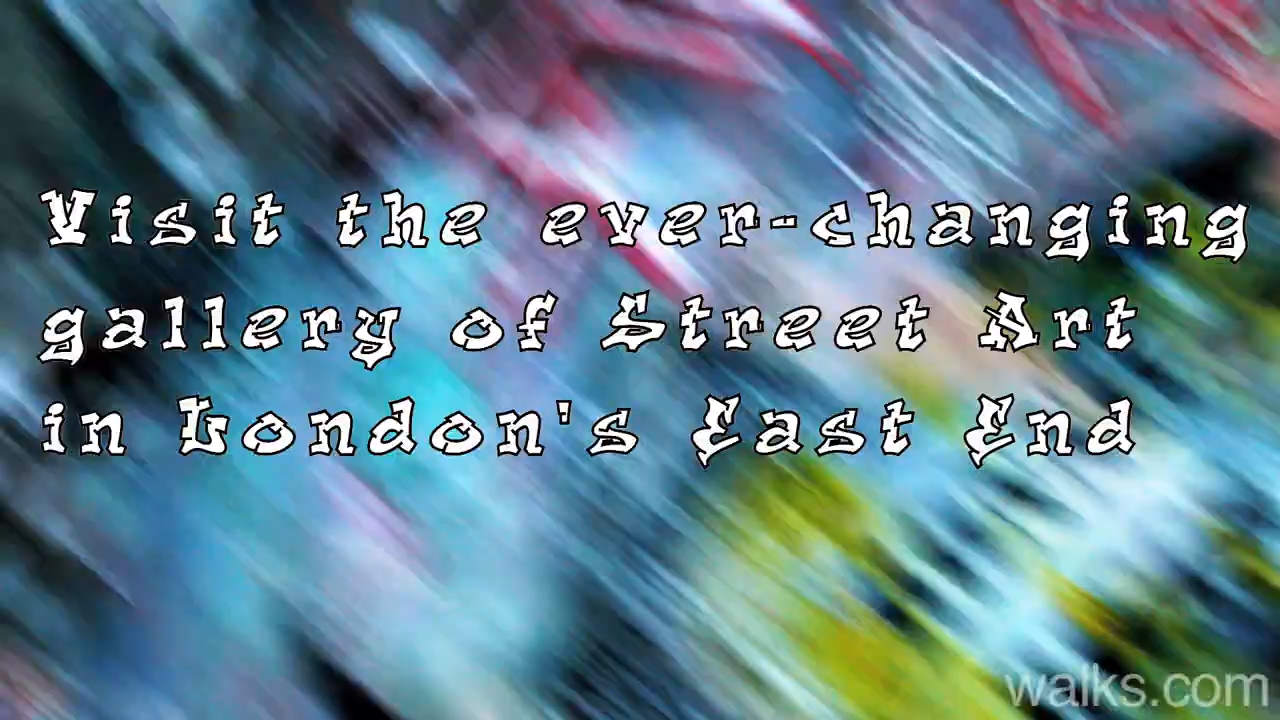 Visit the ever-changing
gallery of Street Art
in London's East End
walks.com